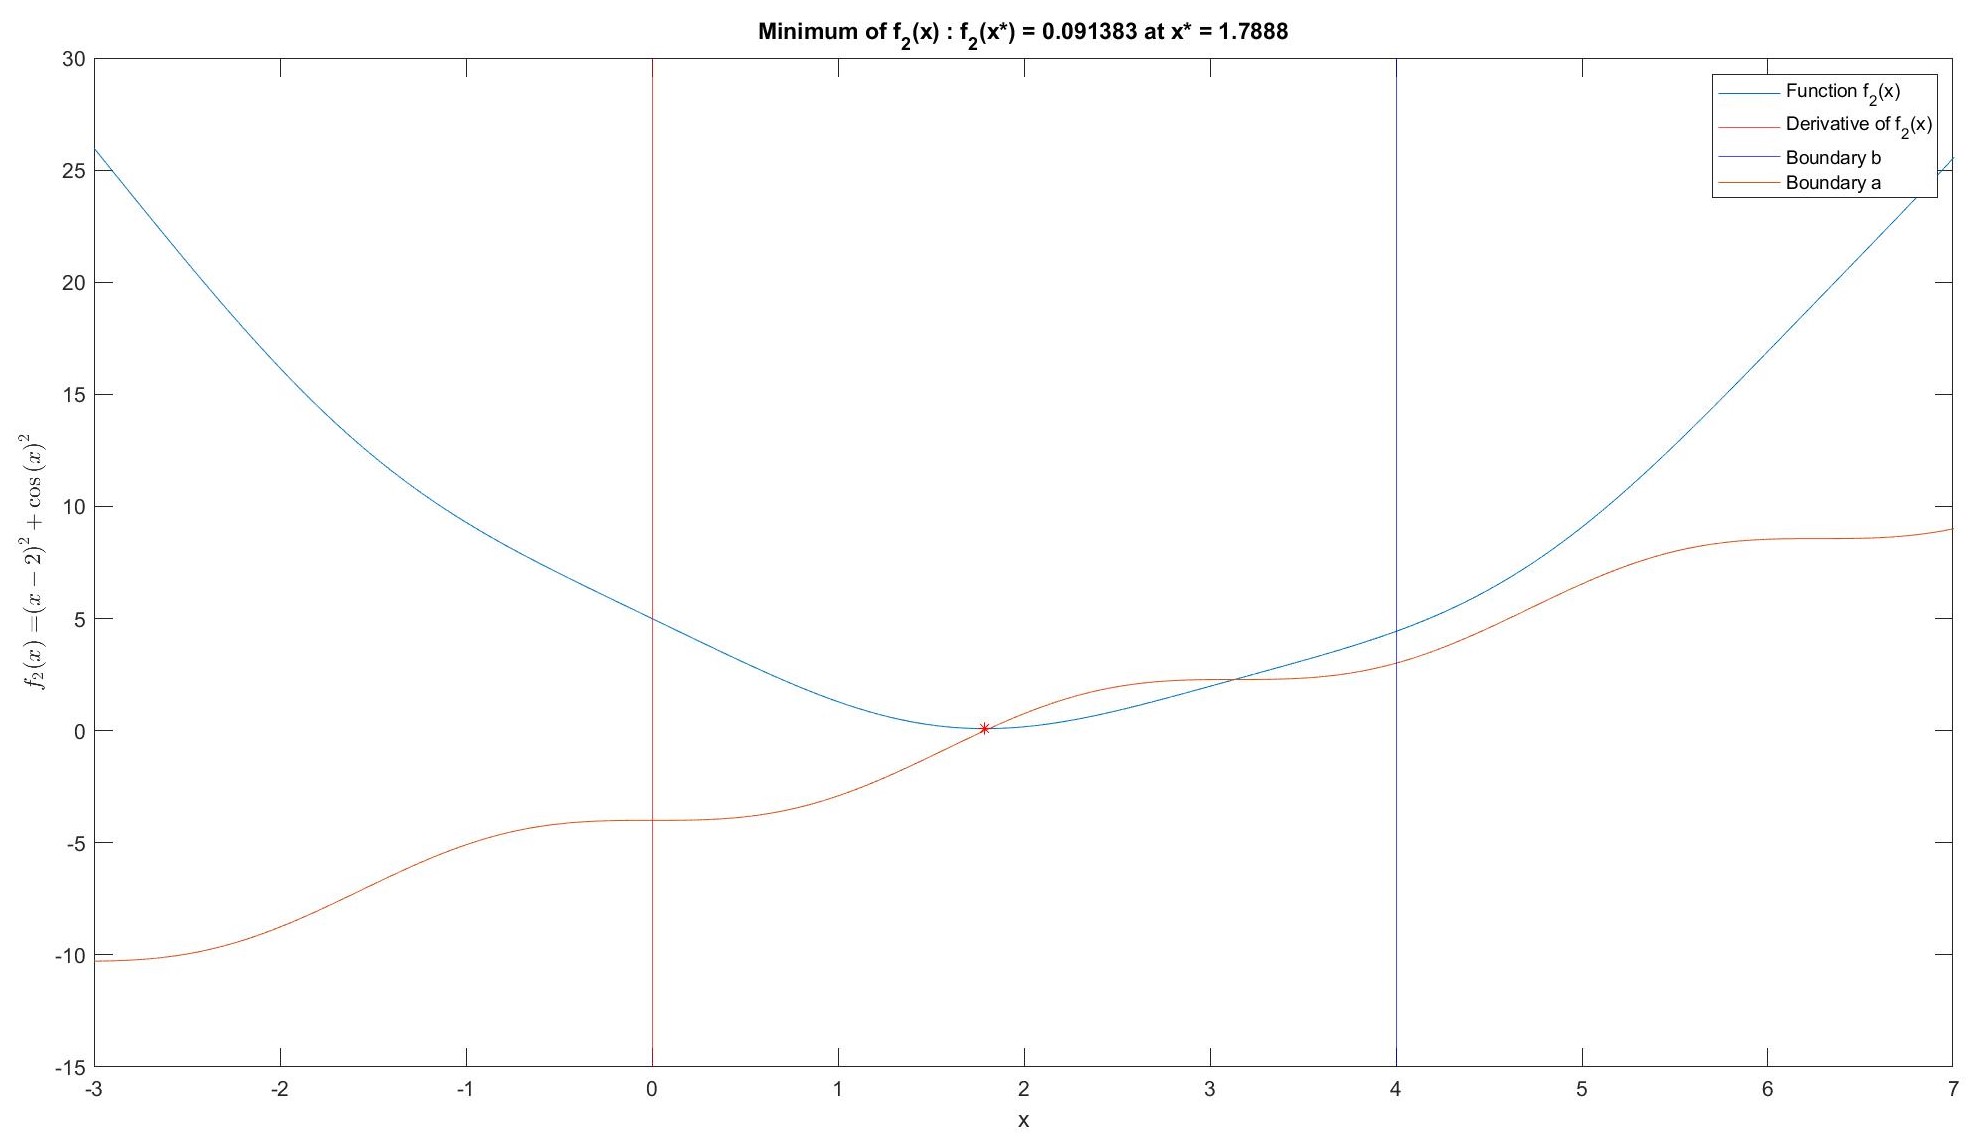 Minimum of f₂(x) : f₂(x*) = 0.091383 at x* = 1.7888
30
25
20
15
10
5
0
-5
-10
-15
f₂(x) =(x − 2)² + cos (x)²
-3 -2 -1 0 1 2 3 4 5 6 7
x
Function f₂(x)
Derivative of f₂(x)
Boundary b
Boundary a